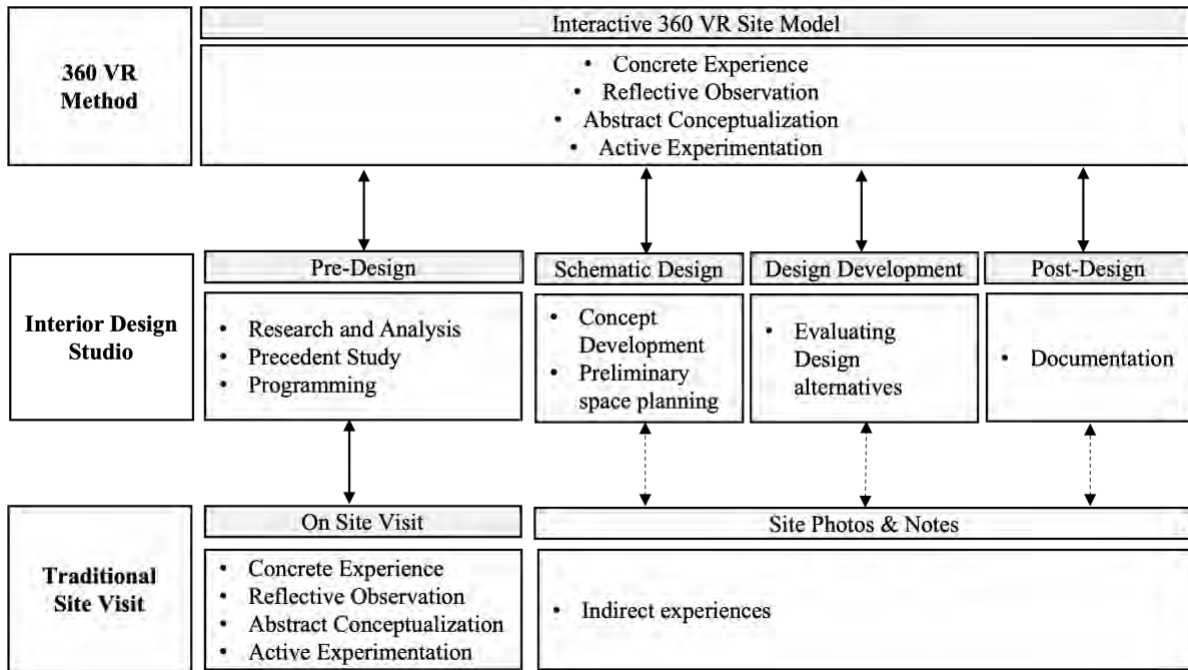 Interactive 360 VR Site Model
360 VR
Method
• Concrete Experience
• Reflective Observation
• Abstract Conceptualization
• Active Experimentation
Interior Design
Studio
Pre-Design
• Research and Analysis
• Precedent Study
• Programming
Schematic Design
• Concept
Development
• Preliminary
space planning
Design Development
• Evaluating
Design
alternatives
Post-Design
• Documentation
Traditional
Site Visit
On Site Visit
• Concrete Experience
• Reflective Observation
• Abstract Conceptualization
• Active Experimentation
Site Photos & Notes
• Indirect experiences